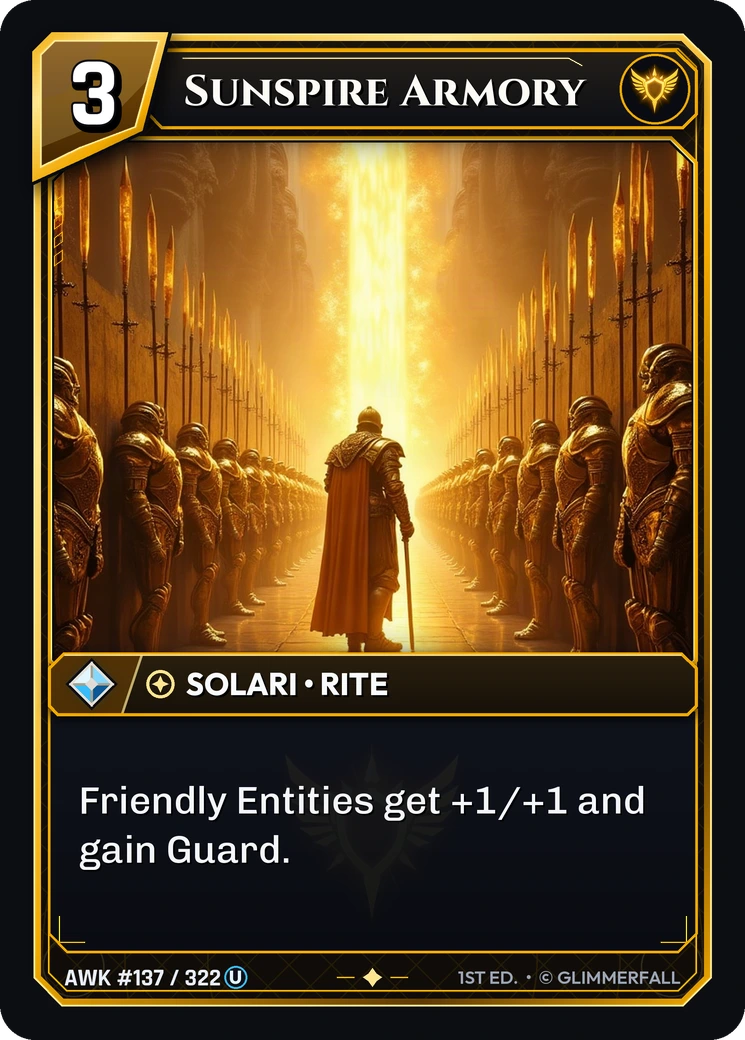 3
SUNSPIRE ARMORY
SOLARI • RITE
Friendly Entities get +1/+1 and
gain Guard.
AWK #137 / 322 U
1ST ED. • © GLIMMERFALL